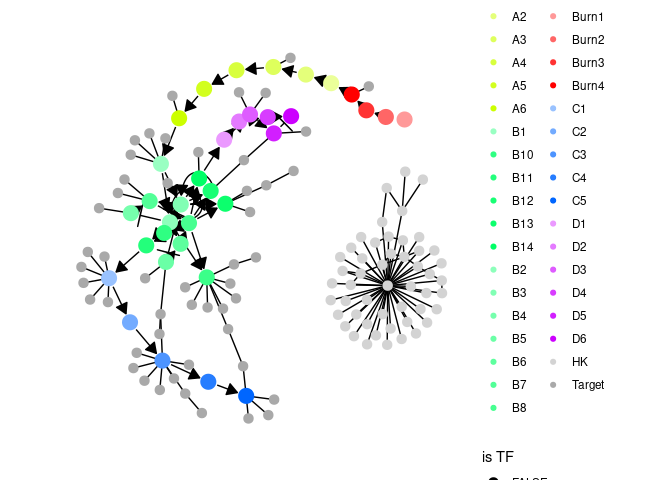 A2
A3
A4
A5
A6
B1
B10
B11
B12
B13
B14
B2
B3
B4
B5
B6
B7
B8
Burn1
Burn2
Burn3
Burn4
C1
C2
C3
C4
C5
D1
D2
D3
D4
D5
D6
HK
Target
is TF
FALSE